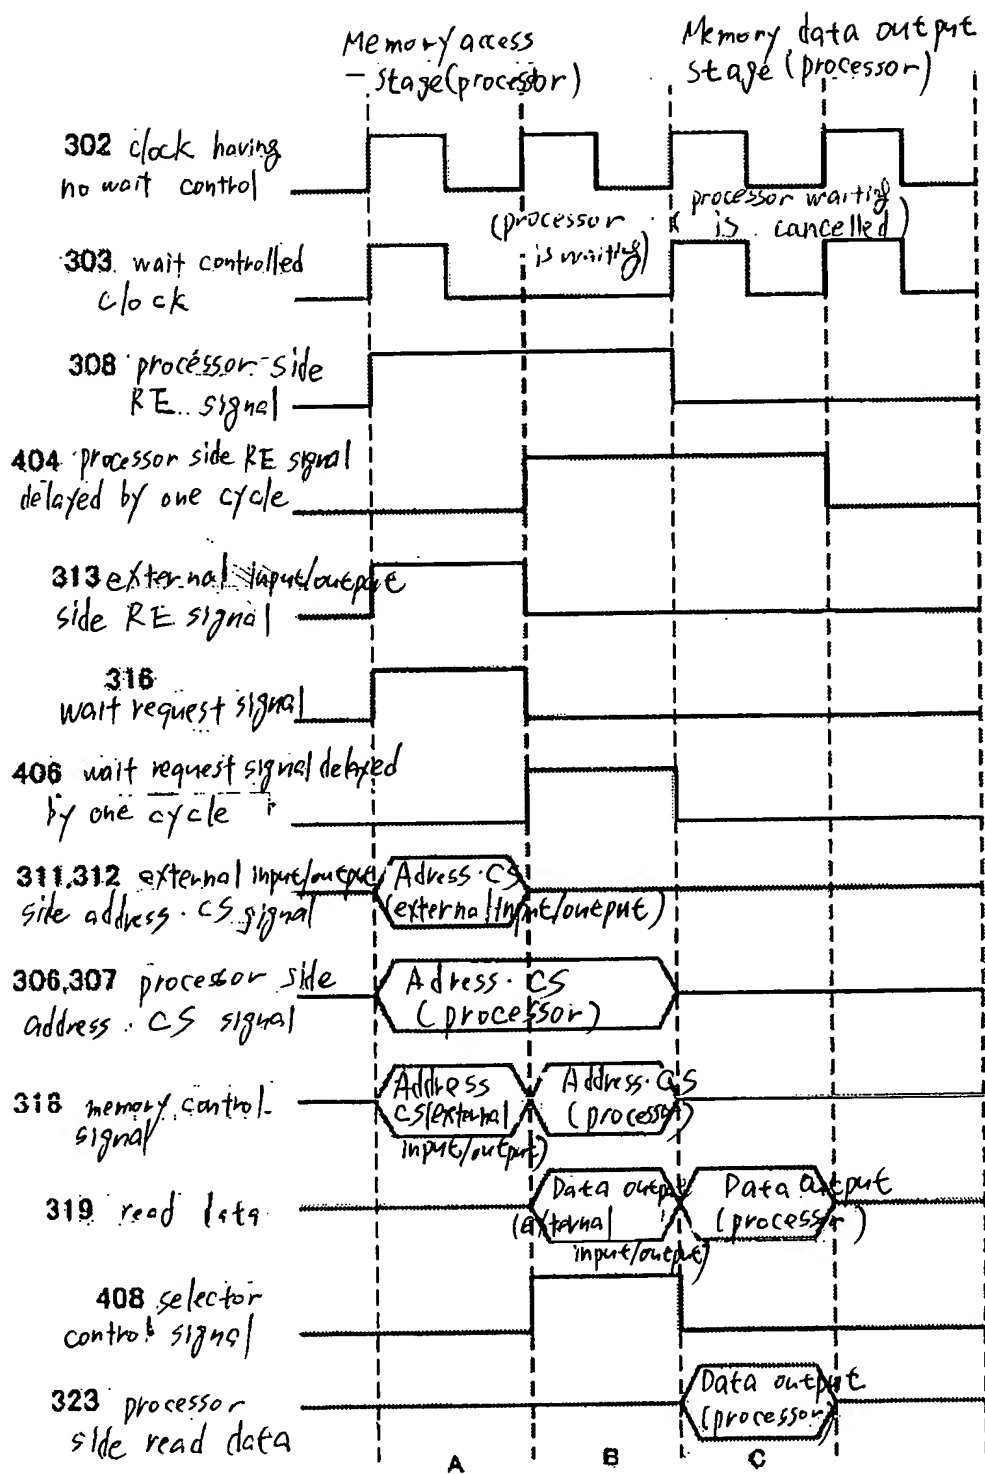 Memory access
stage (processor)
Memory data output
stage (processor)
302 clock having
no wait control
(processor
is waiting)
(processor waiting
is cancelled)
303 wait controlled
clock
308 processor-side
RE signal
404 processor side RE signal
delayed by one cycle
313 external input/output
side RE signal
316
wait request signal
406 wait request signal delayed
by one cycle
311,312 external input/output
side address·CS signal
Adress·CS
(external input/output)
306,307 processor side
address·CS signal
Adress·CS
(processor)
318 memory control
signal
Address
CS(external
input/output)
Address·CS
(processor)
319 read data
Data output
(external
input/output)
Data output
(processor)
408 selector
control signal
323 processor
side read data
Data output
(processor)
A B C